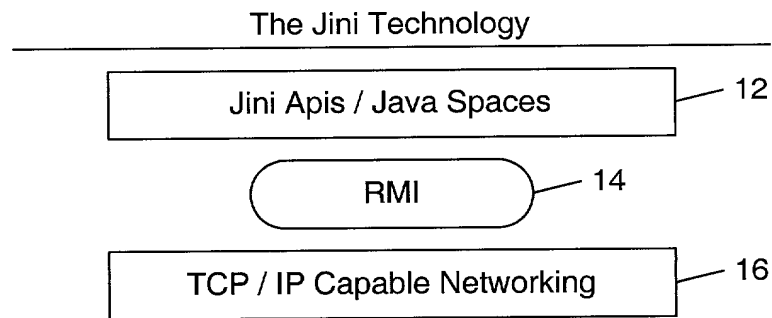 The Jini Technology
Jini Apis / Java Spaces
12
RMI
14
TCP / IP Capable Networking
16